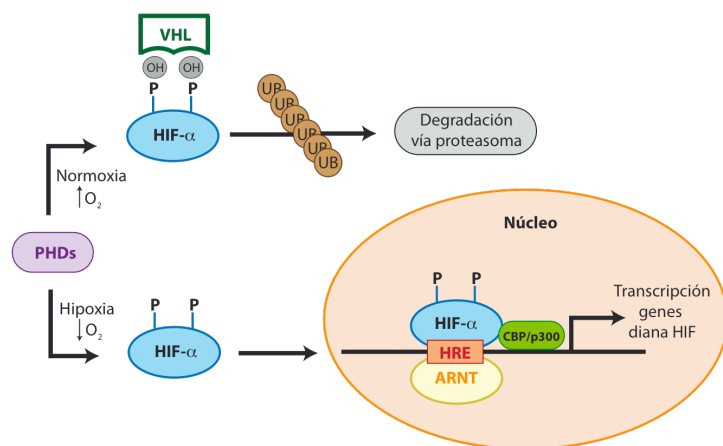 VHL
OH OH
P P
HIF-α
UB
UB
UB
UB
UB
UB
Degradación
vía proteasoma
Normoxia
↑O₂
PHDs
Hipoxia
↓O₂
P P
HIF-α
Núcleo
P P
HIF-α
CBP/p300
HRE
ARNT
Transcripción
genes
diana HIF